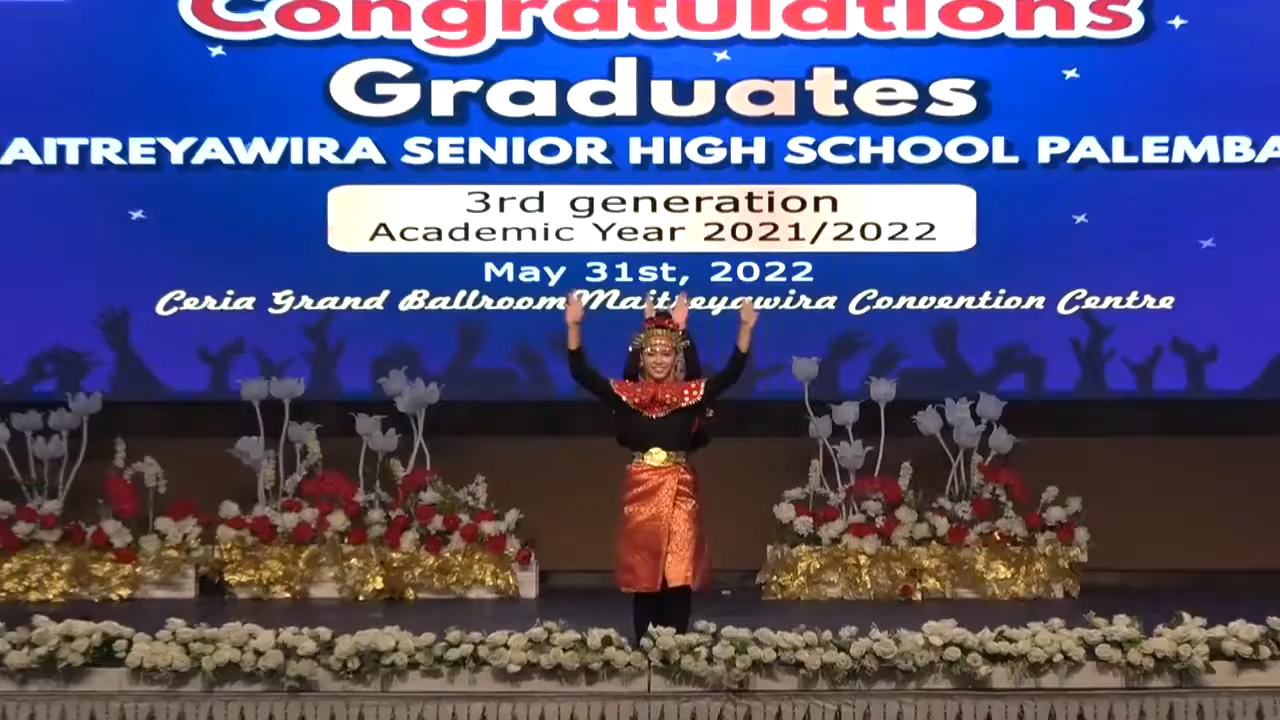 Congratulations
Graduates
AITREYAWIRA SENIOR HIGH SCHOOL PALEMBA
3rd generation
Academic Year 2021/2022
May 31st, 2022
Ceria Grand Ballroom Maitreyawira Convention Centre